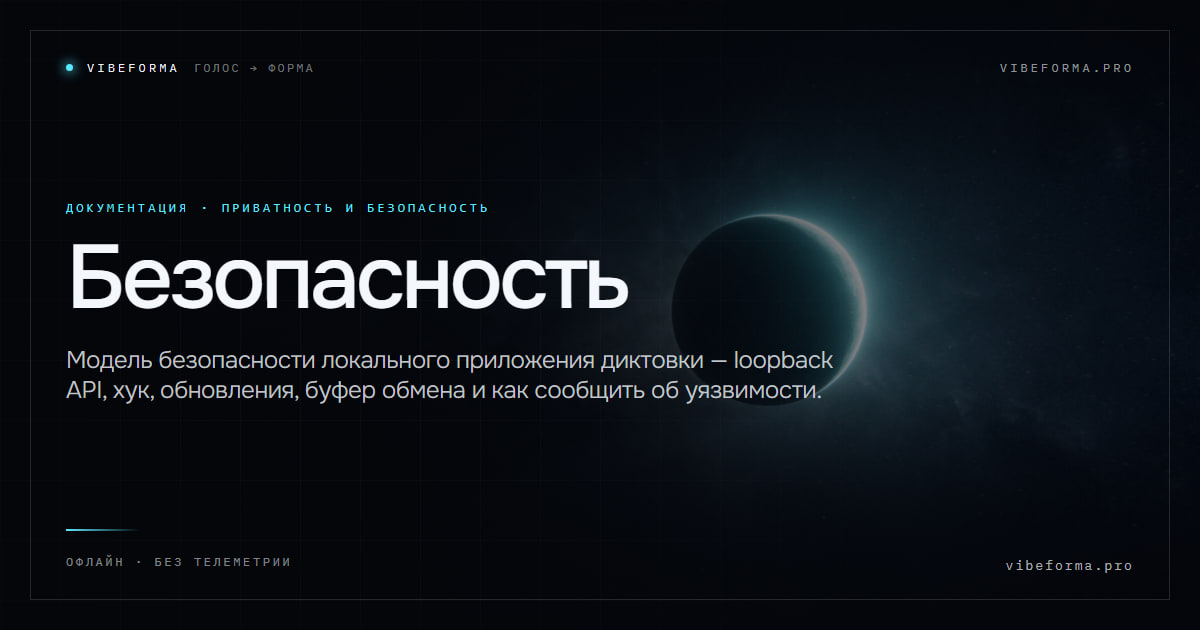 VIBEFORMA ГОЛОС → ФОРМА
VIBEFORMA.PRO
ДОКУМЕНТАЦИЯ · ПРИВАТНОСТЬ И БЕЗОПАСНОСТЬ
Безопасность
Модель безопасности локального приложения диктовки — loopback
API, хук, обновления, буфер обмена и как сообщить об уязвимости.
ОФЛАЙН · БЕЗ ТЕЛЕМЕТРИИ
vibeforma.pro